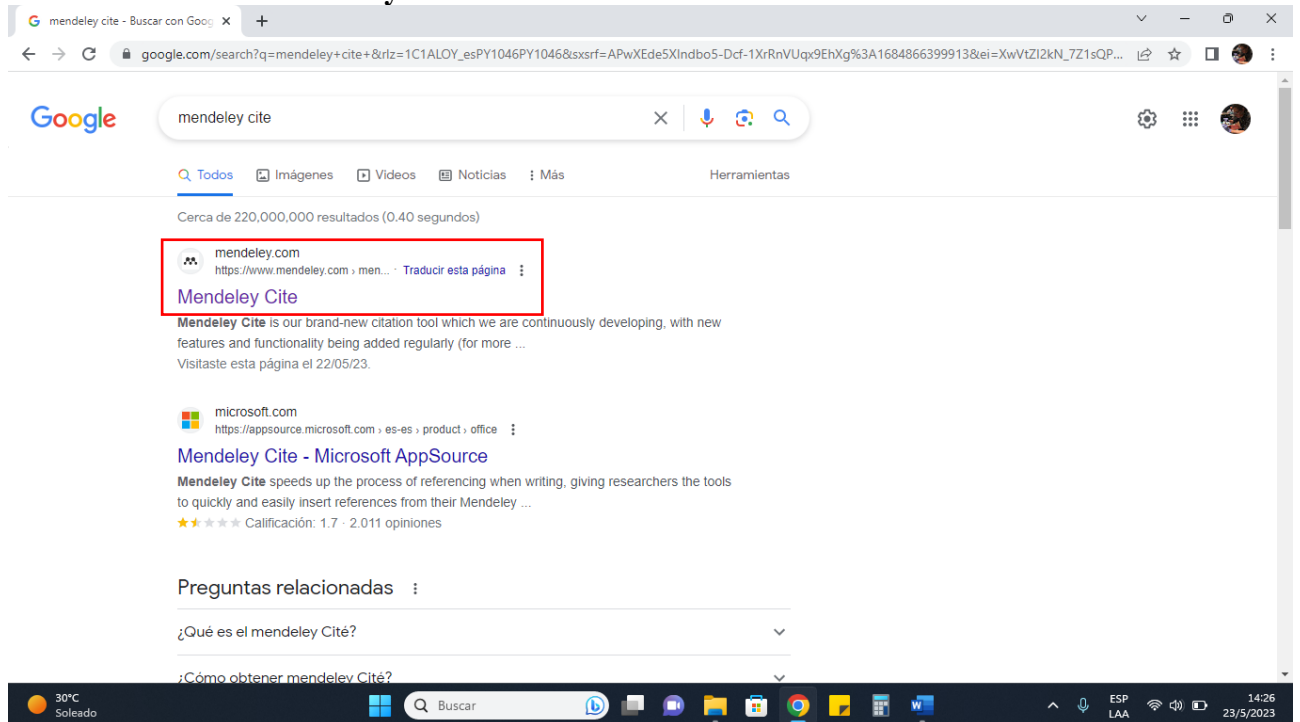 mendeley cite - Buscar con Goog
google.com/search?q=mendeley+cite+&rlz=1C1ALOY_esPY1046PY1046&sxsrf=APwXEde5XIndbo5-Dcf-1XrRnVUqx9EhXg%3A1684866399913&ei=XwVtZI2kN_7Z1sQP...
Google
mendeley cite
Todos Imágenes Videos Noticias Más Herramientas
Cerca de 220,000,000 resultados (0.40 segundos)
mendeley.com
https://www.mendeley.com › men... · Traducir esta página
Mendeley Cite
Mendeley Cite is our brand-new citation tool which we are continuously developing, with new
features and functionality being added regularly (for more ...
Visitaste esta página el 22/05/23.
microsoft.com
https://appsource.microsoft.com › es-es › product › office
Mendeley Cite - Microsoft AppSource
Mendeley Cite speeds up the process of referencing when writing, giving researchers the tools
to quickly and easily insert references from their Mendeley ...
Calificación: 1.7 · 2.011 opiniones
Preguntas relacionadas
¿Qué es el mendeley Cité?
¿Cómo obtener mendeley Cité?
30°C
Soleado
Buscar
ESP
LAA
14:26
23/5/2023